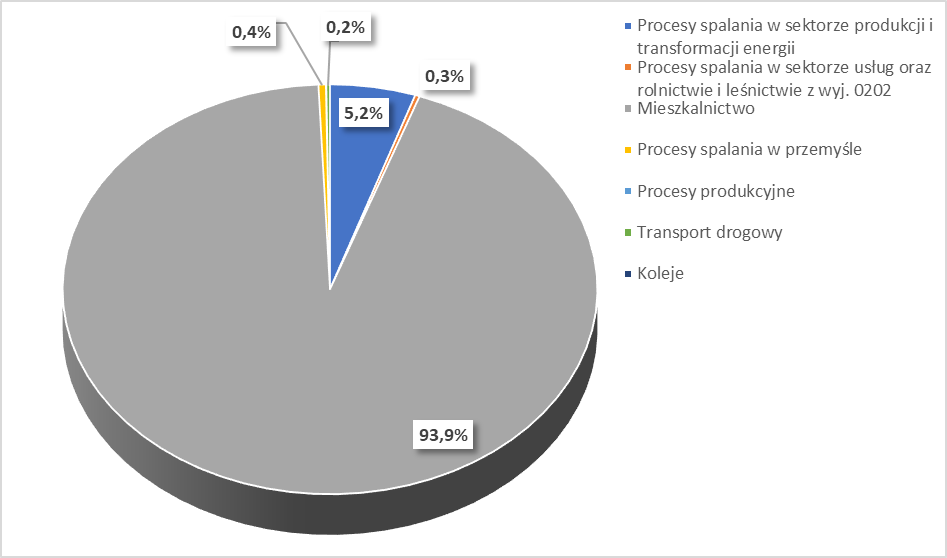 0,4%
0,2%
0,3%
5,2%
93,9%
Procesy spalania w sektorze produkcji i
transformacji energii
Procesy spalania w sektorze usług oraz
rolnictwie i leśnictwie z wyj. 0202
Mieszkalnictwo
Procesy spalania w przemyśle
Procesy produkcyjne
Transport drogowy
Koleje